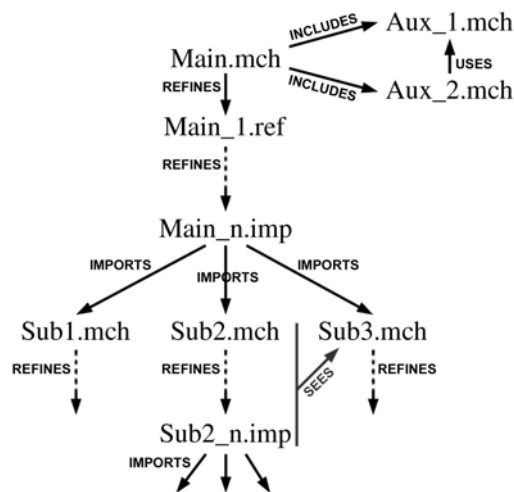 INCLUDES Aux_1.mch
Main.mch USES
REFINES INCLUDES Aux_2.mch
Main_1.ref
REFINES
Main_n.imp
IMPORTS IMPORTS IMPORTS
Sub1.mch Sub2.mch Sub3.mch
REFINES REFINES SEES REFINES
Sub2_n.imp
IMPORTS